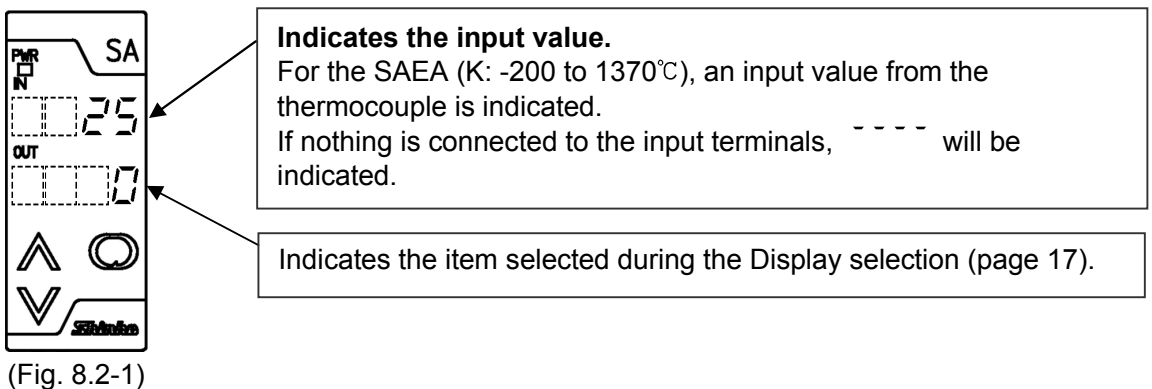 SA
PWR
IN
25
OUT
0
Shinko
Indicates the input value.
For the SAEA (K: -200 to 1370℃), an input value from the
thermocouple is indicated.
If nothing is connected to the input terminals, ‾ ‾ ‾ ‾ will be
indicated.
Indicates the item selected during the Display selection (page 17).
(Fig. 8.2-1)